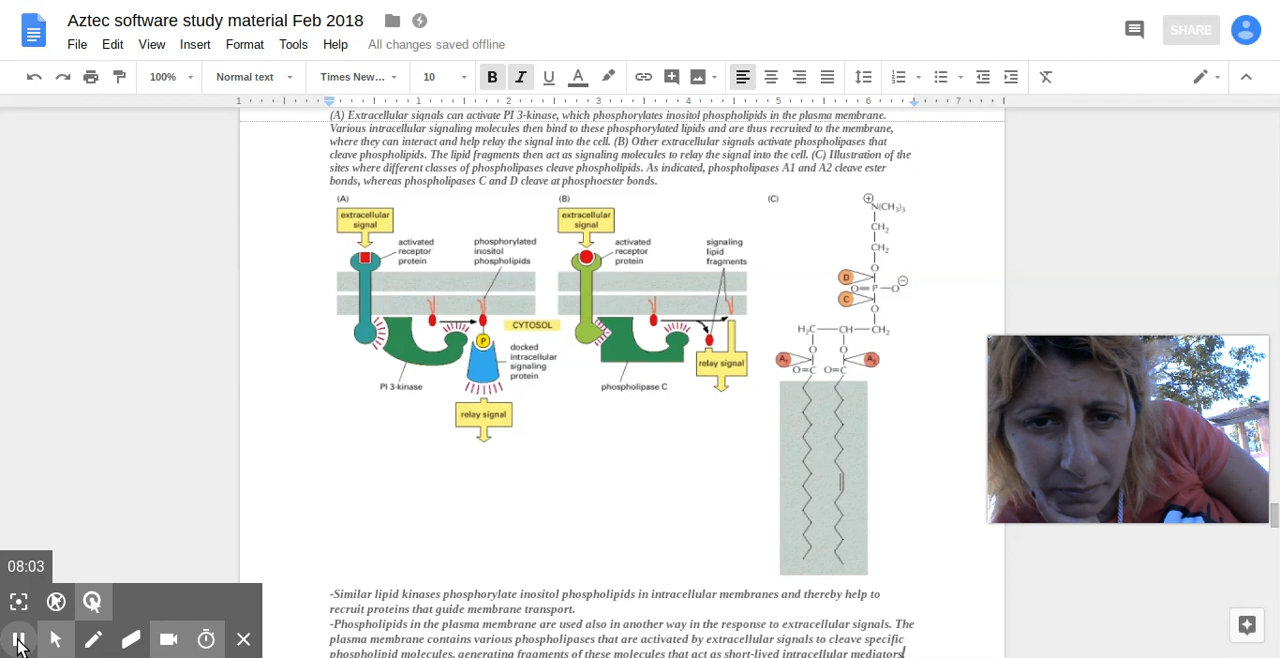 Aztec software study material Feb 2018
File Edit View Insert Format Tools Help All changes saved offline
SHARE
100% Normal text Times New... 10 B I U A
1 1 2 3 4 5 6 7
(A) Extracellular signals can activate PI 3-kinase, which phosphorylates inositol phospholipids in the plasma membrane.
Various intracellular signaling molecules then bind to these phosphorylated lipids and are thus recruited to the membrane,
where they can interact and help relay the signal into the cell. (B) Other extracellular signals activate phospholipases that
cleave phospholipids. The lipid fragments then act as signaling molecules to relay the signal into the cell. (C) Illustration of the
sites where different classes of phospholipases cleave phospholipids. As indicated, phospholipases A1 and A2 cleave ester
bonds, whereas phospholipases C and D cleave at phosphoester bonds.
(A)
extracellular
signal
activated
receptor
protein
phosphorylated
inositol
phospholipids
CYTOSOL
P
docked
intracellular
signaling
protein
PI 3-kinase
relay signal
(B)
extracellular
signal
activated
receptor
protein
signaling
lipid
fragments
relay signal
phospholipase C
(C)
N(CH₃)₃
CH₂
CH₂
O
D
O=P—O
C
O
H₂C—CH—CH₂
O O
A₁ A₂
O=C O=C
-Similar lipid kinases phosphorylate inositol phospholipids in intracellular membranes and thereby help to
recruit proteins that guide membrane transport.
-Phospholipids in the plasma membrane are used also in another way in the response to extracellular signals. The
plasma membrane contains various phospholipases that are activated by extracellular signals to cleave specific
phospholipid molecules, generating fragments of these molecules that act as short-lived intracellular mediators
08:03